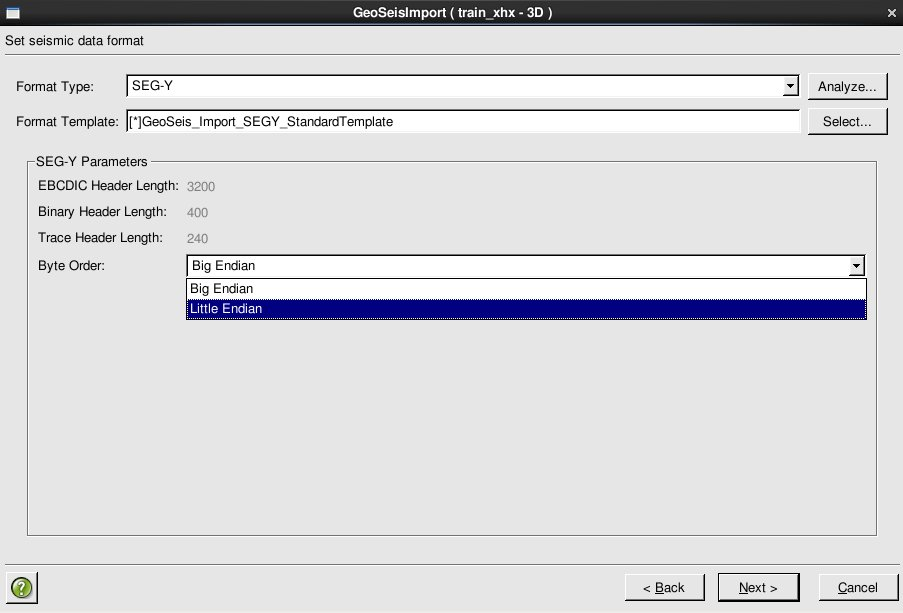 GeoSeisImport ( train_xhx - 3D )
Set seismic data format
Format Type: SEG-Y Analyze...
Format Template: [*]GeoSeis_Import_SEGY_StandardTemplate Select...
SEG-Y Parameters
EBCDIC Header Length: 3200
Binary Header Length: 400
Trace Header Length: 240
Byte Order: Big Endian
Big Endian
Little Endian
? < Back Next > Cancel